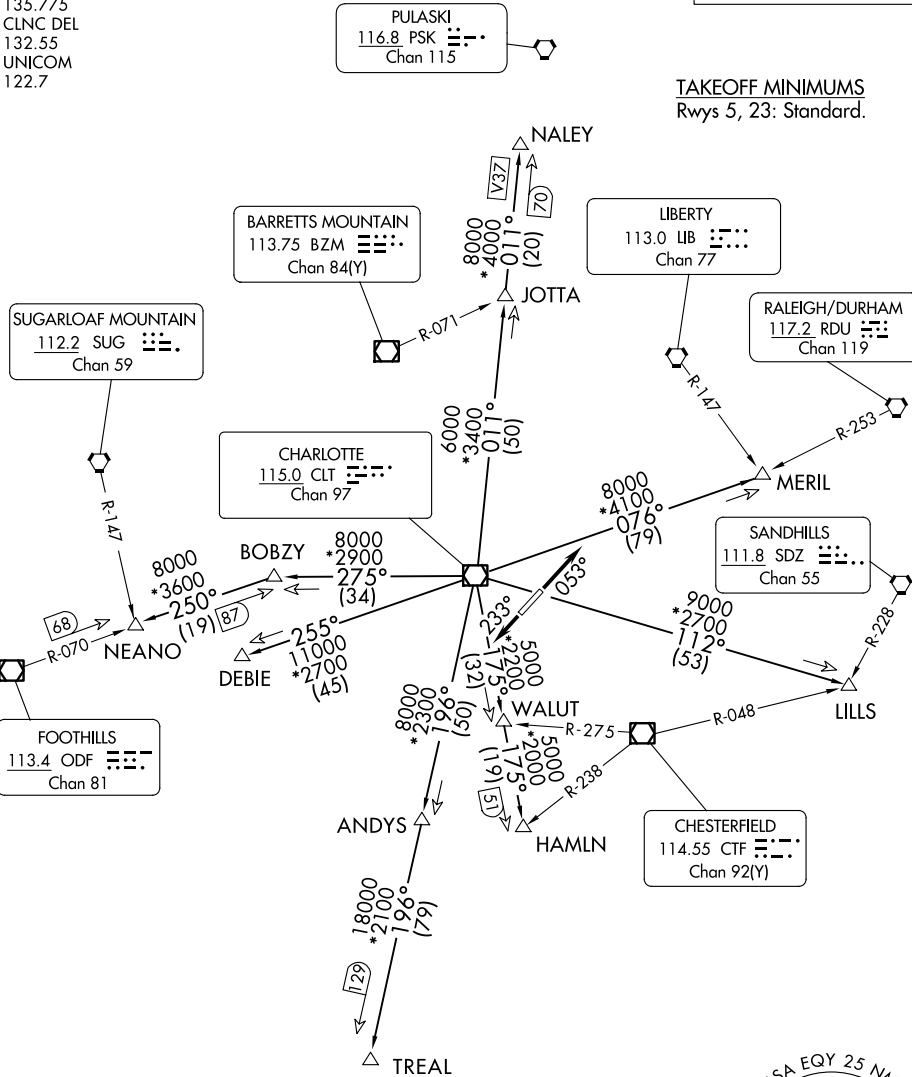 135.775
CLNC DEL
132.55
UNICOM
122.7
PULASKI
116.8 PSK
Chan 115
TAKEOFF MINIMUMS
Rwys 5, 23: Standard.
NALEY
V37
70
8000
*4000
011°
(20)
BARRETTS MOUNTAIN
113.75 BZM
Chan 84(Y)
LIBERTY
113.0 LIB
Chan 77
JOTTA
R-071
SUGARLOAF MOUNTAIN
112.2 SUG
Chan 59
RALEIGH/DURHAM
117.2 RDU
Chan 119
R-147
R-253
6000
*3400
011°
(50)
CHARLOTTE
115.0 CLT
Chan 97
MERIL
8000
*4100
076°
(79)
R-147
SANDHILLS
111.8 SDZ
Chan 55
BOBZY
8000
*2900
275°
(34)
053°
233°
8000
*3600
250°
(19)
87
68
R-070
NEANO
255°
11000
*2700
(45)
DEBIE
9000
*2700
112°
(53)
R-228
LILLS
5000
*2200
175°
(32)
8000
*2300
196°
(50)
WALUT
R-275
R-048
FOOTHILLS
113.4 ODF
Chan 81
5000
*2000
175°
(19)
51
R-238
ANDYS
HAMLN
CHESTERFIELD
114.55 CTF
Chan 92(Y)
18000
*2100
196°
(79)
129
TREAL
SA EQY 25 N